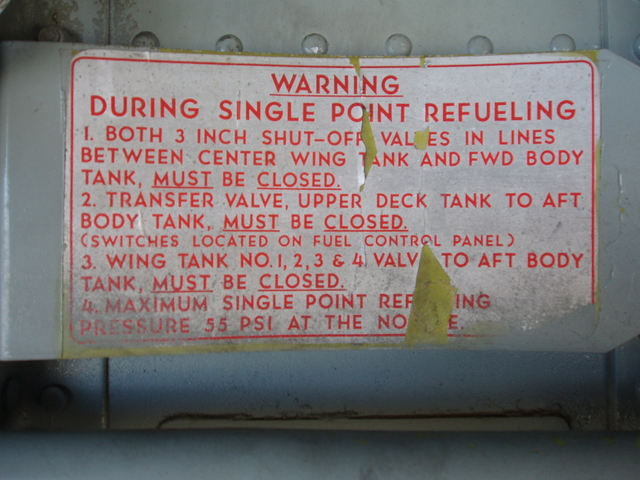 WARNING
DURING SINGLE POINT REFUELING
1. BOTH 3 INCH SHUT-OFF VALVES IN LINES
BETWEEN CENTER WING TANK AND FWD BODY
TANK, MUST BE CLOSED.
2. TRANSFER VALVE, UPPER DECK TANK TO AFT
BODY TANK, MUST BE CLOSED.
(SWITCHES LOCATED ON FUEL CONTROL PANEL)
3. WING TANK NO. 1, 2, 3 & 4 VALV TO AFT BODY
TANK, MUST BE CLOSED.
4. MAXIMUM SINGLE POINT REFUELING
PRESSURE 55 PSI AT THE NOZZLE.